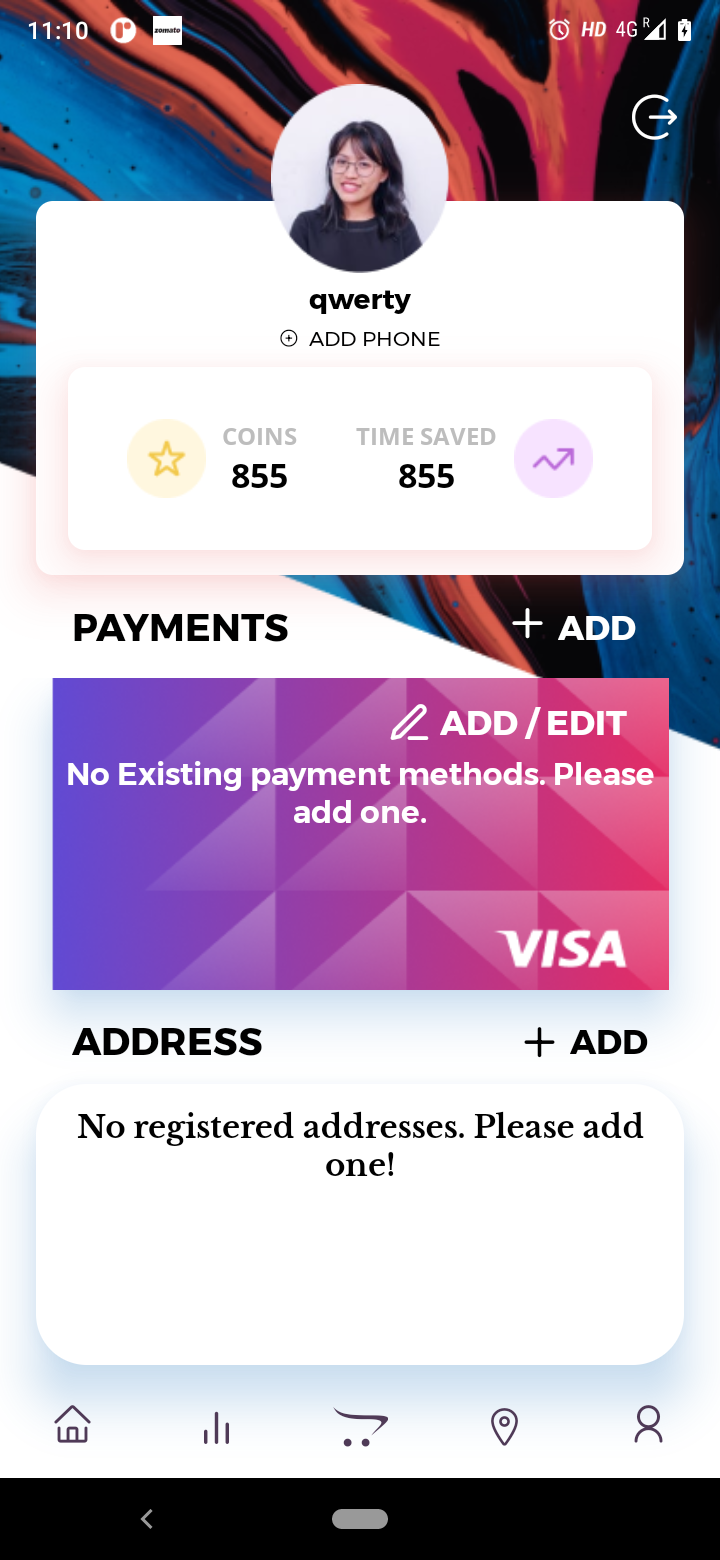 11:10 zomato HD 4G R
qwerty
ADD PHONE
COINS TIME SAVED
855 855
PAYMENTS ADD
ADD / EDIT
No Existing payment methods. Please
add one.
VISA
ADDRESS ADD
No registered addresses. Please add
one!